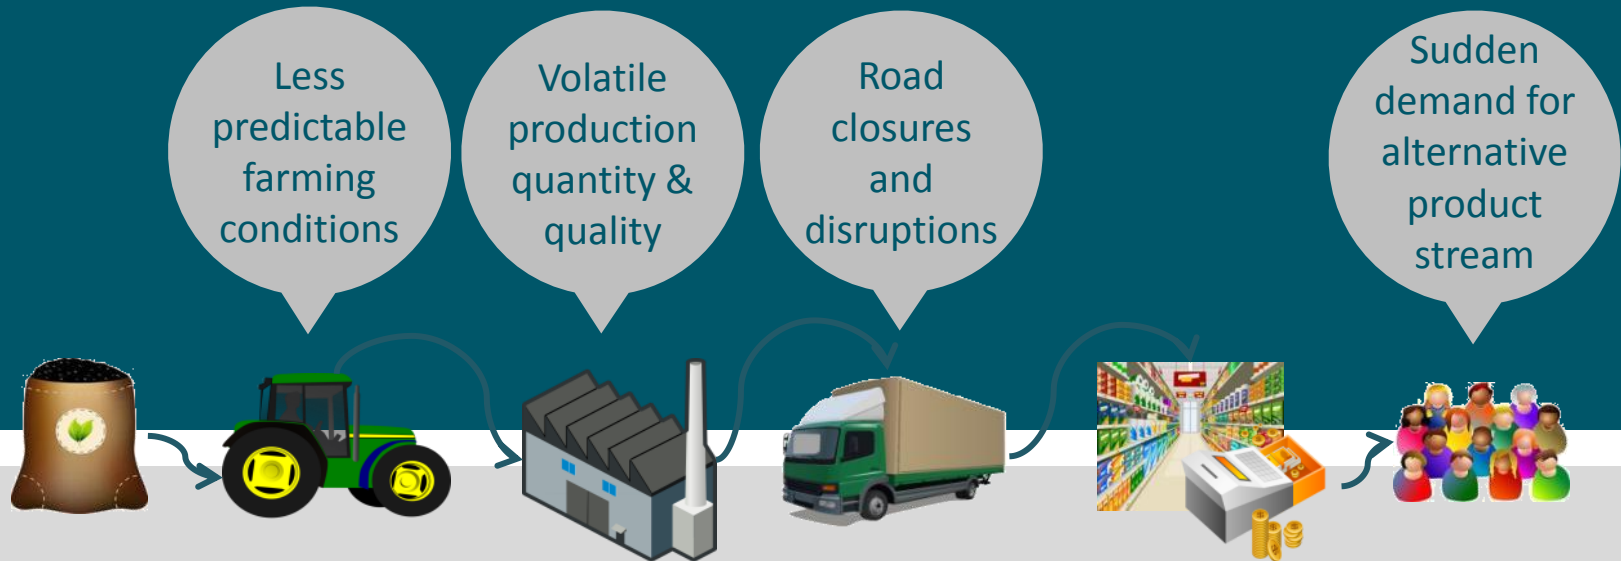 Less
predictable
farming
conditions
Volatile
production
quantity &
quality
Road
closures
and
disruptions
Sudden
demand for
alternative
product
stream